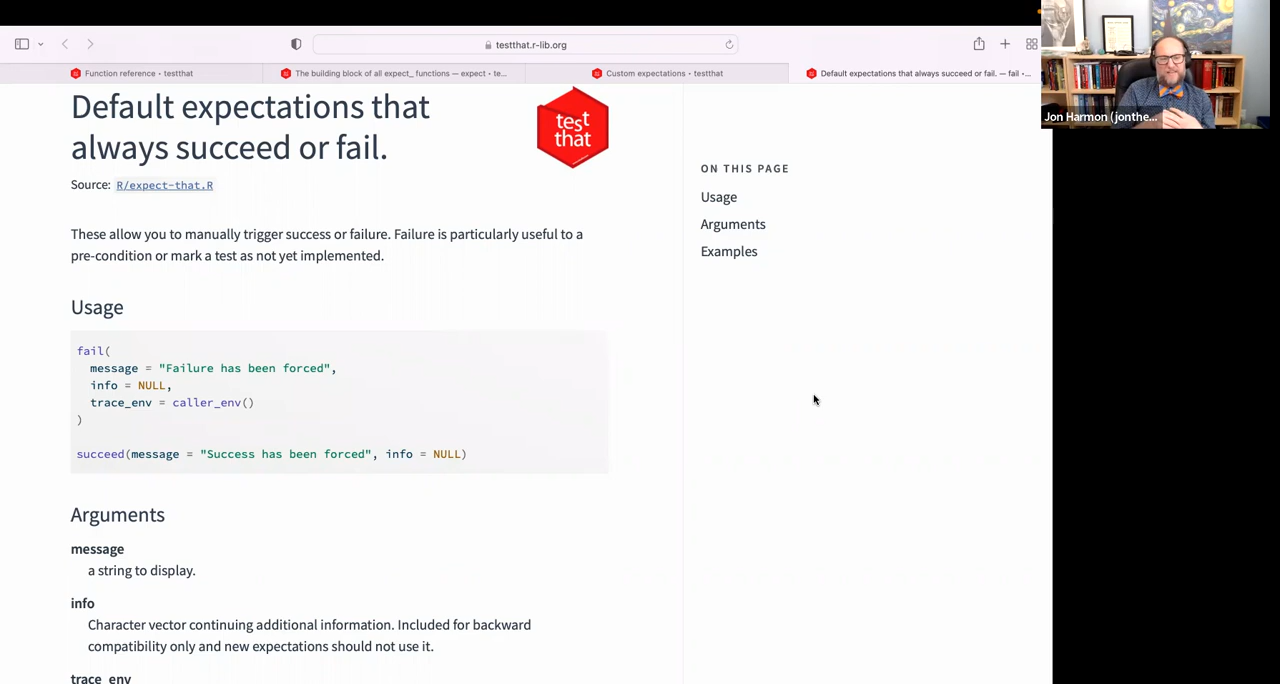 testthat.r-lib.org
Function reference • testthat
The building block of all expect_ functions — expect • te...
Custom expectations • testthat
Default expectations that always succeed or fail. — fail •...
Jon Harmon (jonthe...
Default expectations that
always succeed or fail.
test
that
Source: R/expect-that.R
These allow you to manually trigger success or failure. Failure is particularly useful to a
pre-condition or mark a test as not yet implemented.
Usage
fail(
message = "Failure has been forced",
info = NULL,
trace_env = caller_env()
)
succeed(message = "Success has been forced", info = NULL)
Arguments
message
a string to display.
info
Character vector continuing additional information. Included for backward
compatibility only and new expectations should not use it.
trace_env
ON THIS PAGE
Usage
Arguments
Examples